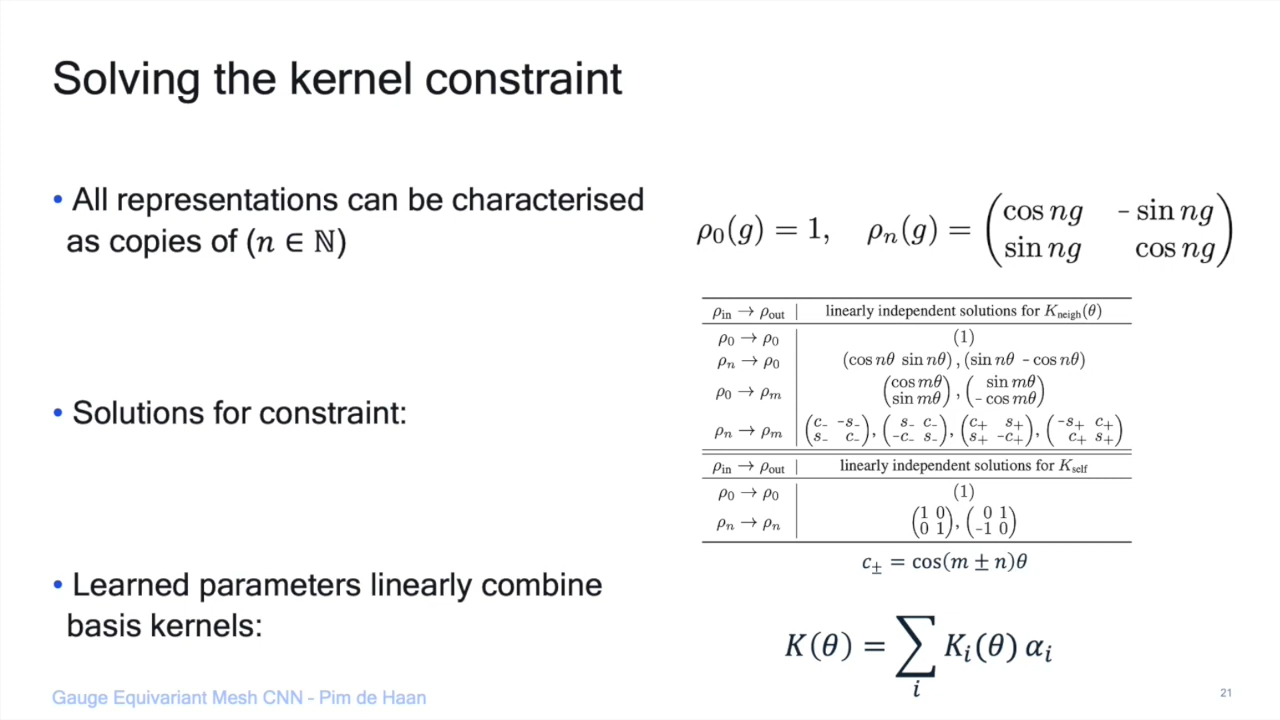 Solving the kernel constraint
• All representations can be characterised
as copies of (n ∈ ℕ)
ρ₀(g) = 1, ρₙ(g) = (cos ng  – sin ng
sin ng  cos ng)
ρin → ρout | linearly independent solutions for Kneigh(θ)
ρ₀ → ρ₀ (1)
ρₙ → ρ₀ (cos nθ sin nθ), (sin nθ – cos nθ)
ρ₀ → ρₘ (cos mθ
sin mθ), (sin mθ
– cos mθ)
ρₙ → ρₘ (c₋ -s₋
s₋ c₋), (s₋ c₋
-c₋ s₋), (c₊ s₊
s₊ -c₊), (-s₊ c₊
c₊ s₊)
• Solutions for constraint:
ρin → ρout | linearly independent solutions for Kself
ρ₀ → ρ₀ (1)
ρₙ → ρₙ (1 0
0 1), (0 1
-1 0)
c± = cos(m ± n)θ
• Learned parameters linearly combine
basis kernels:
K(θ) = ∑ᵢ Kᵢ(θ) αᵢ
Gauge Equivariant Mesh CNN - Pim de Haan
21